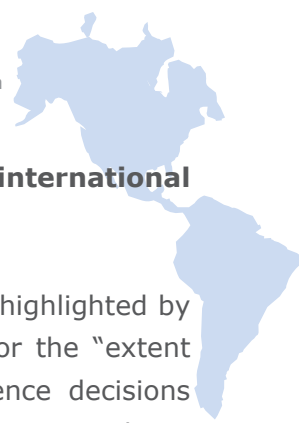 international
highlighted by
or the “extent
ence decisions